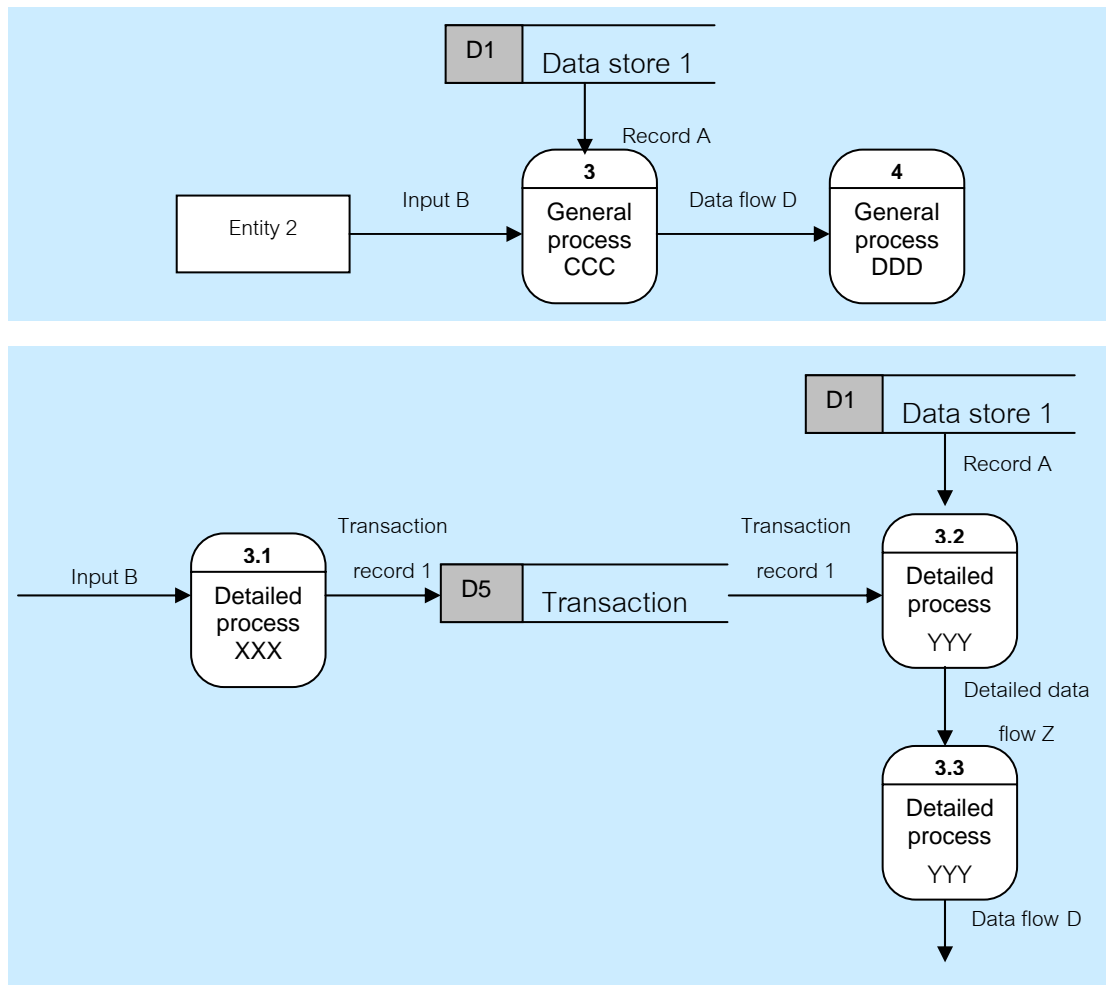 D1
Data store 1
Record A
3
General
process
CCC
4
General
process
DDD
Input B
Data flow D
Entity 2
D1
Data store 1
Record A
Input B
3.1
Detailed
process
XXX
Transaction
record 1
D5
Transaction
Transaction
record 1
3.2
Detailed
process
YYY
Detailed data
flow Z
3.3
Detailed
process
YYY
Data flow D